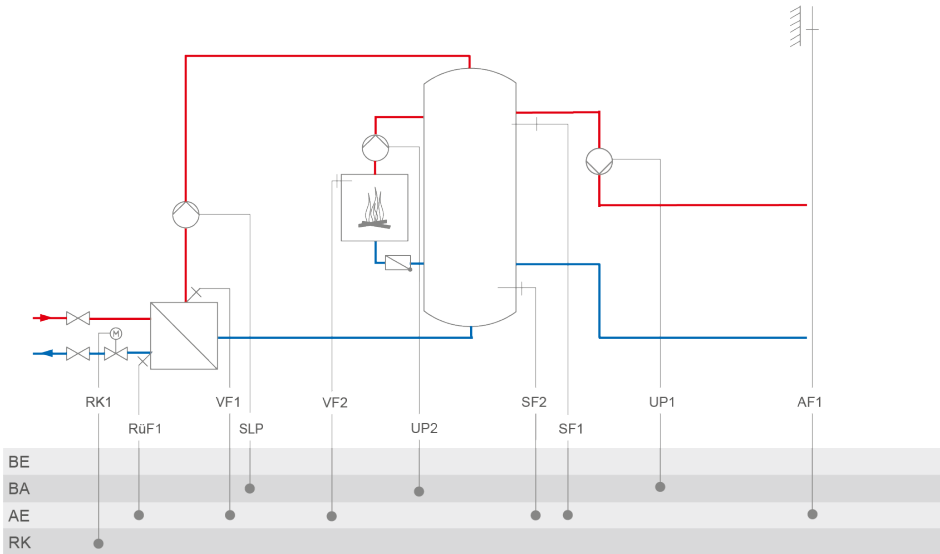 M
RK1 VF1 VF2 SF2 UP1 AF1
RüF1 SLP UP2 SF1
BE
BA
AE
RK